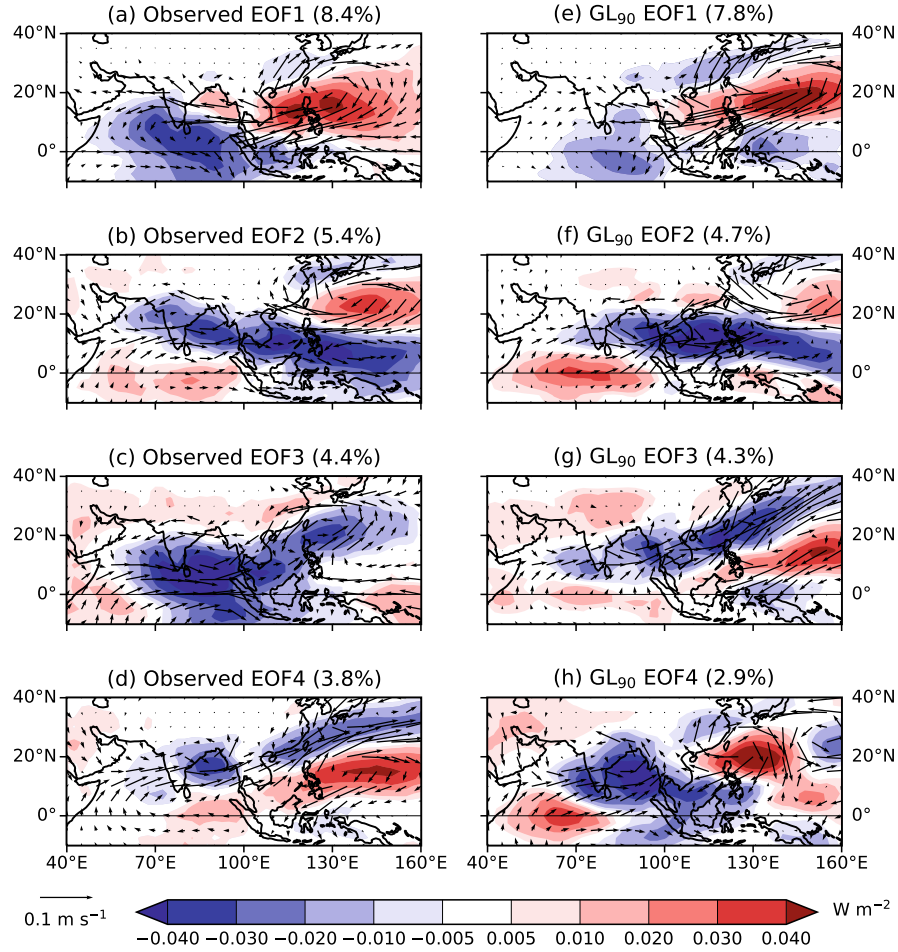 (a) Observed EOF1 (8.4%)
(e) GL₉₀ EOF1 (7.8%)
40°N
20°N
0°
40°N
20°N
0°
(b) Observed EOF2 (5.4%)
(f) GL₉₀ EOF2 (4.7%)
40°N
20°N
0°
40°N
20°N
0°
(c) Observed EOF3 (4.4%)
(g) GL₉₀ EOF3 (4.3%)
40°N
20°N
0°
40°N
20°N
0°
(d) Observed EOF4 (3.8%)
(h) GL₉₀ EOF4 (2.9%)
40°N
20°N
0°
40°N
20°N
0°
40°E 70°E 100°E 130°E 160°E
40°E 70°E 100°E 130°E 160°E
0.1 m s⁻¹
W m⁻²
−0.040 −0.030 −0.020 −0.010 −0.005 0.005 0.010 0.020 0.030 0.040